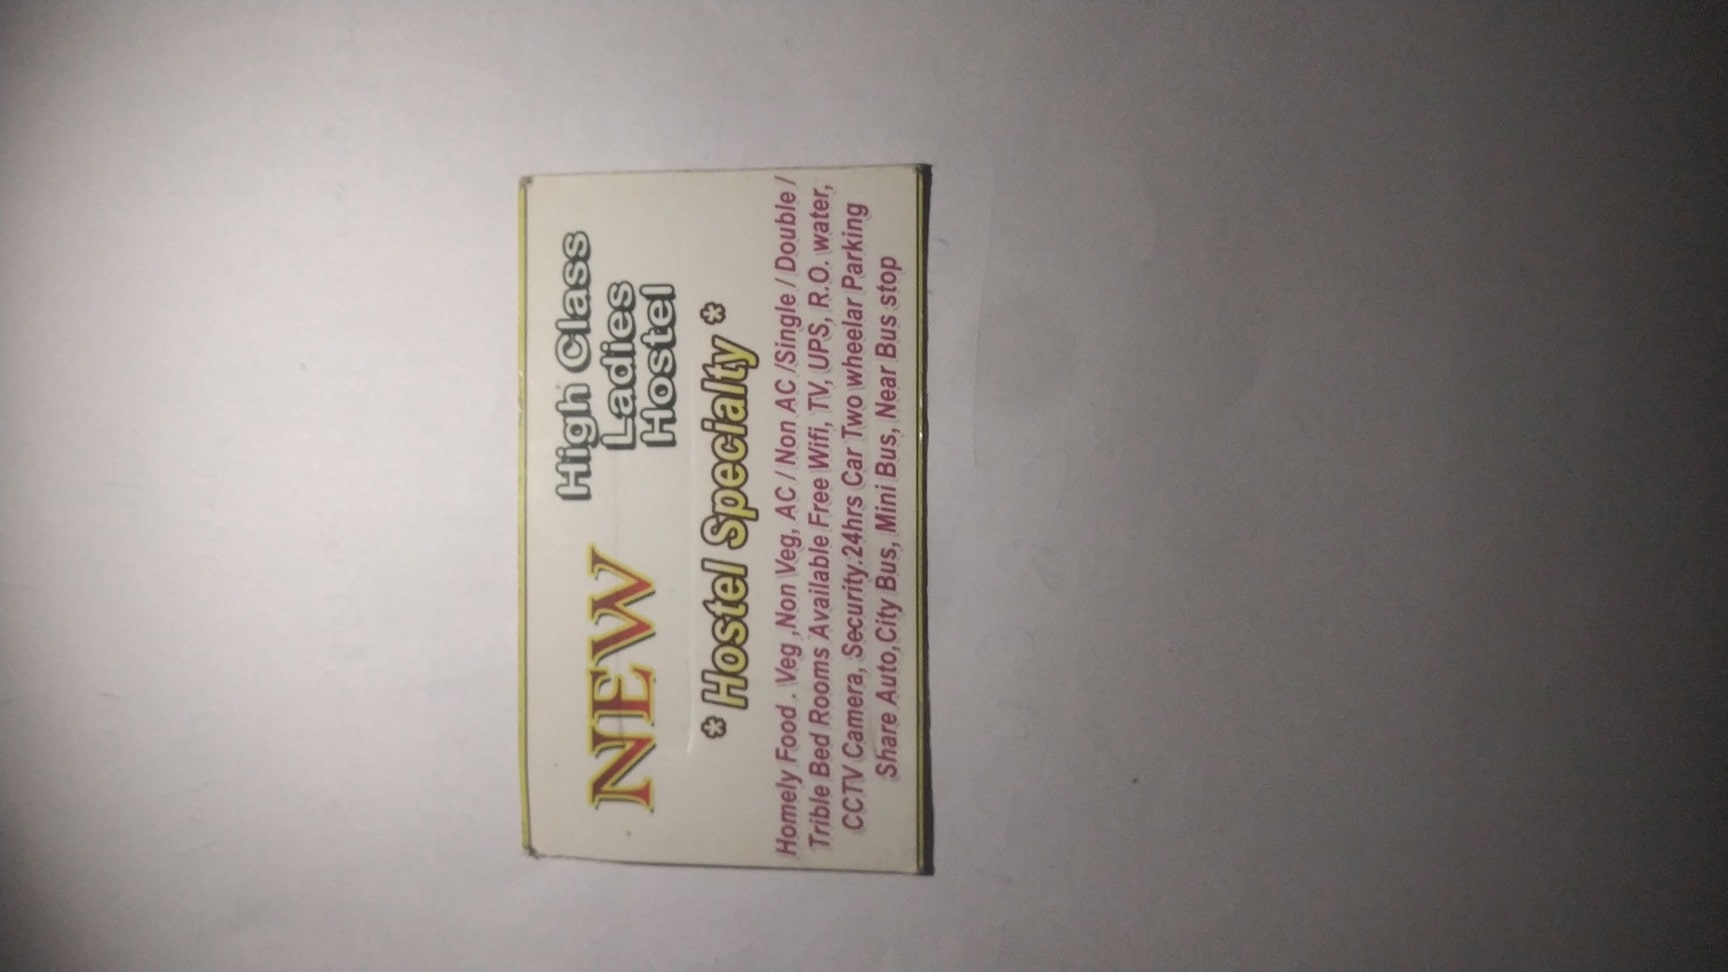 NEW
High Class
Ladies
Hostel
* Hostel Specialty *
Homely Food . Veg ,Non Veg, AC / Non AC /Single / Double /
Trible Bed Rooms Available Free Wifi, TV, UPS, R.O. water,
CCTV Camera, Security.24hrs Car Two wheelar Parking
Share Auto,City Bus, Mini Bus, Near Bus stop